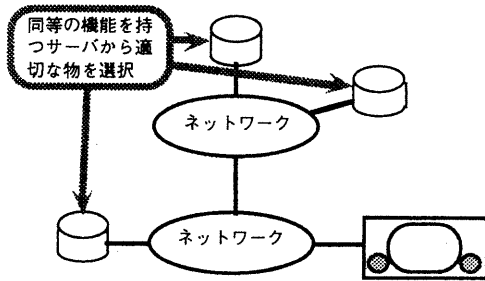 同等の機能を持
つサーバから適
切な物を選択
ネットワーク
ネットワーク